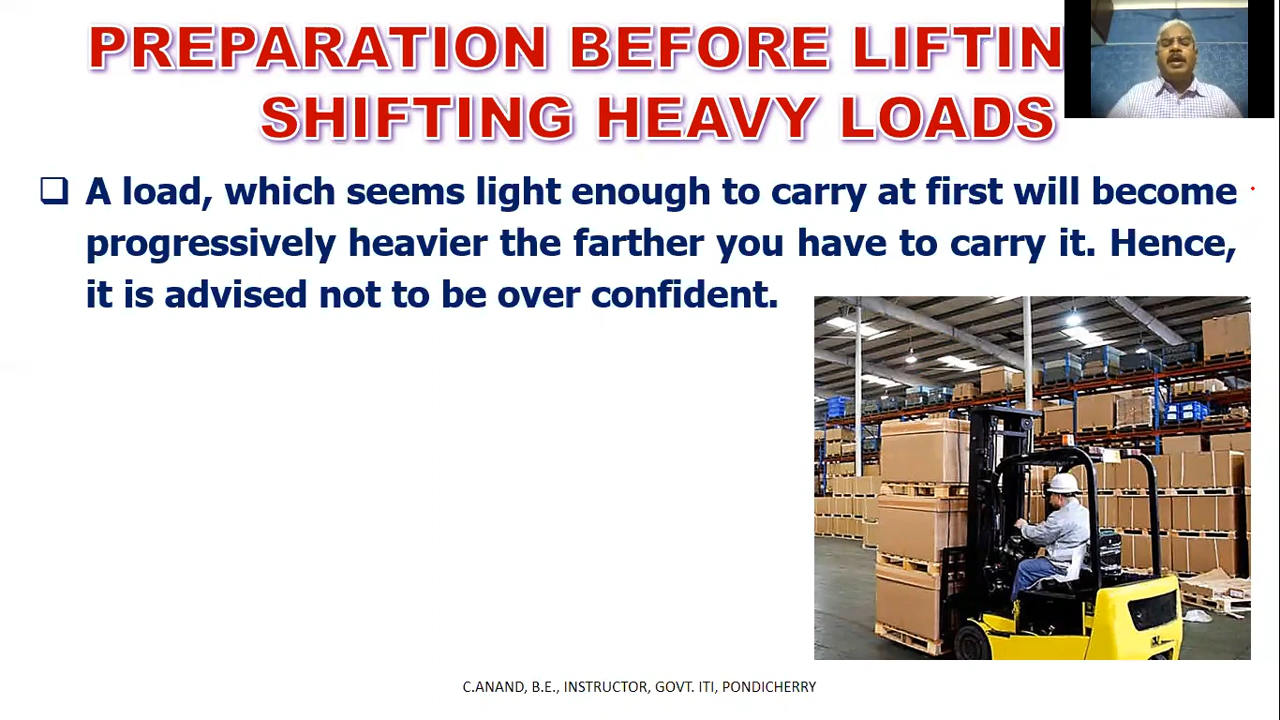 PREPARATION BEFORE LIFTIN
SHIFTING HEAVY LOADS
A load, which seems light enough to carry at first will become
progressively heavier the farther you have to carry it. Hence,
it is advised not to be over confident.
C.ANAND, B.E., INSTRUCTOR, GOVT. ITI, PONDICHERRY